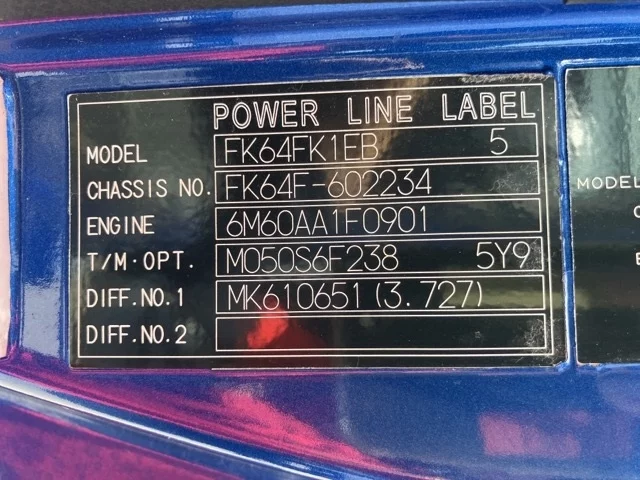 POWER LINE LABEL
MODEL FK64FK1EB 5
CHASSIS NO. FK64F-602234
ENGINE 6M60AA1F0901
T/M·OPT. M050S6F238 5Y9
DIFF.NO.1 MK610651(3.727)
DIFF.NO.2
MODEL